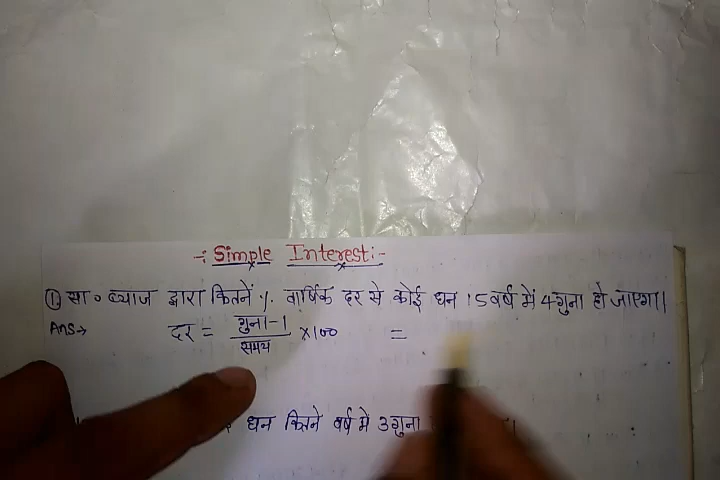 -: Simple Interest:-
① सा० ब्याज द्वारा कितनें % वार्षिक दर से कोई धन 15 वर्ष में 4 गुना हो जाएगा।
Ans→ दर = गुना-1 / समय ×100 =
धन कितने वर्ष में 3 गुना